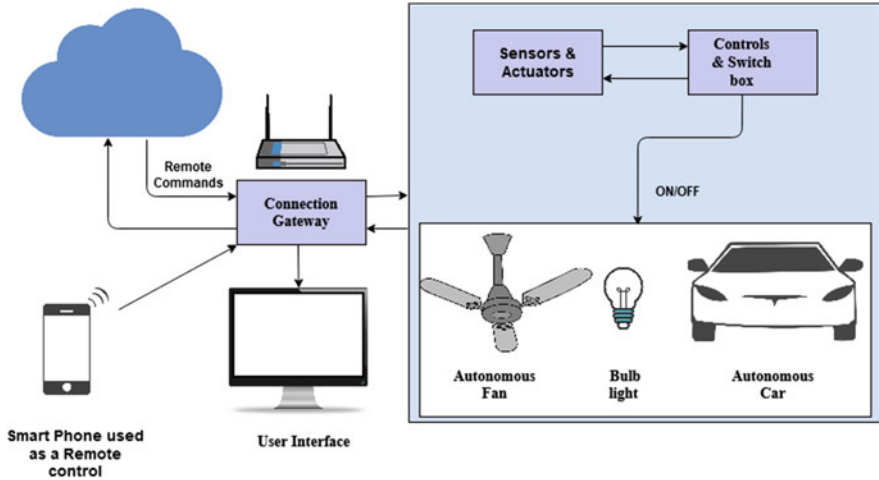 Sensors &
Actuators
Controls
& Switch
box
Remote
Commands
ON/OFF
Connection
Gateway
Autonomous
Fan
Bulb
light
Autonomous
Car
Smart Phone used
as a Remote
control
User Interface